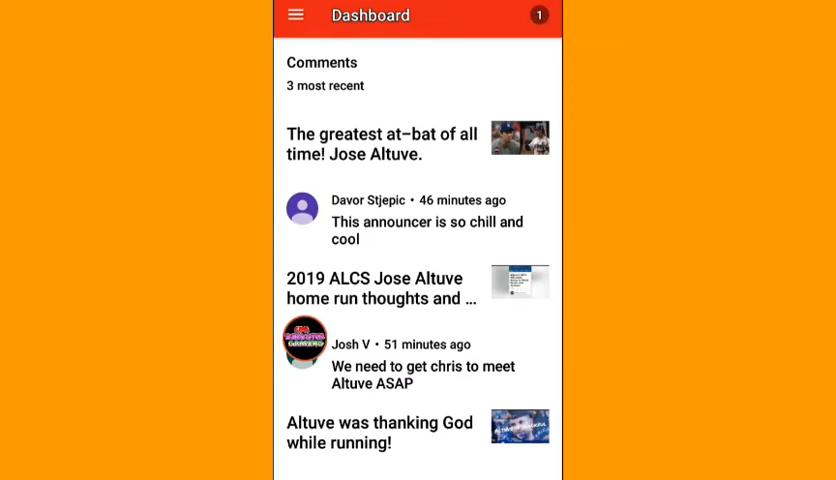 Dashboard
1
Comments
3 most recent
The greatest at-bat of all
time! Jose Altuve.
Davor Stjepic • 46 minutes ago
This announcer is so chill and
cool
2019 ALCS Jose Altuve
home run thoughts and ...
Josh V • 51 minutes ago
We need to get chris to meet
Altuve ASAP
Altuve was thanking God
while running!